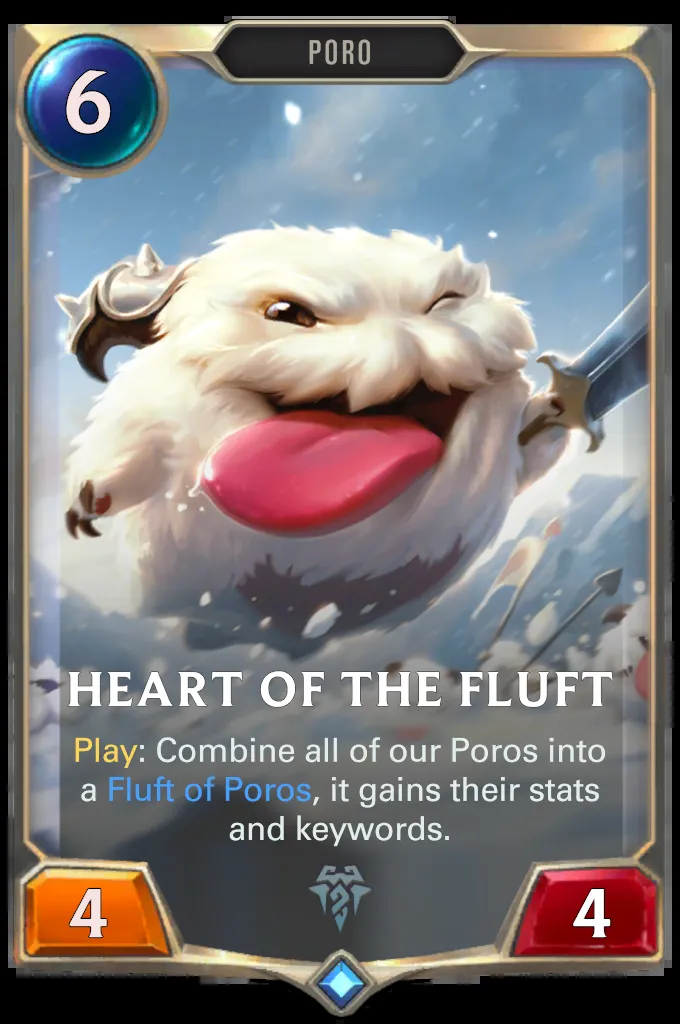 6
PORO
HEART OF THE FLUFT
Play: Combine all of our Poros into
a Fluft of Poros, it gains their stats
and keywords.
4
4